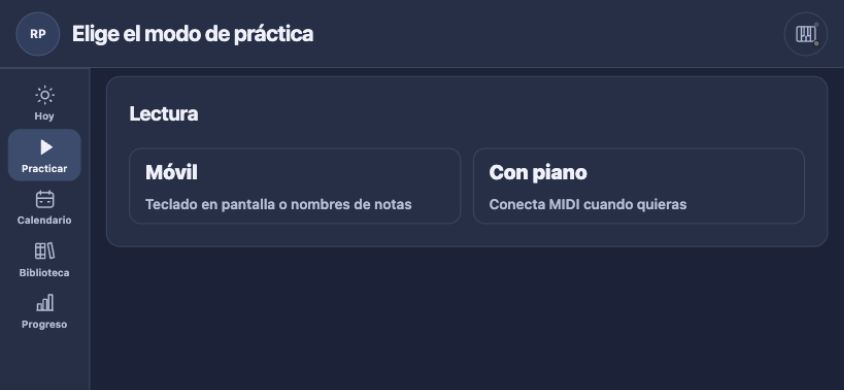 RP
Elige el modo de práctica
Hoy
Practicar
Calendario
Biblioteca
Progreso
Lectura
Móvil
Teclado en pantalla o nombres de notas
Con piano
Conecta MIDI cuando quieras